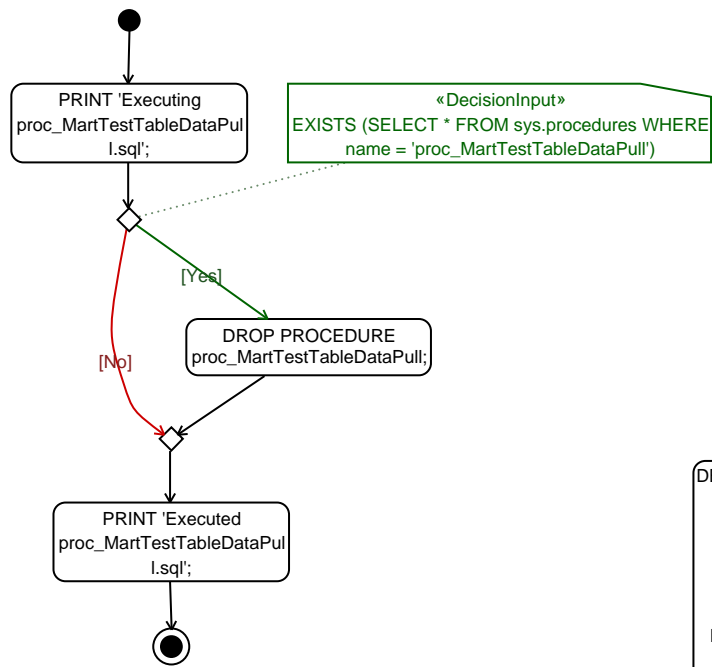 PRINT 'Executing
proc_MartTestTableDataPul
l.sql';
«DecisionInput»
EXISTS (SELECT * FROM sys.procedures WHERE
name = 'proc_MartTestTableDataPull')
[Yes]
DROP PROCEDURE
proc_MartTestTableDataPull;
[No]
PRINT 'Executed
proc_MartTestTableDataPul
l.sql';